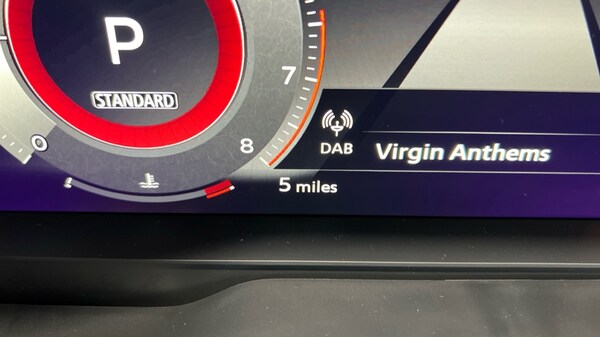 P
STANDARD
7
8
0
5 miles
DAB
Virgin Anthems